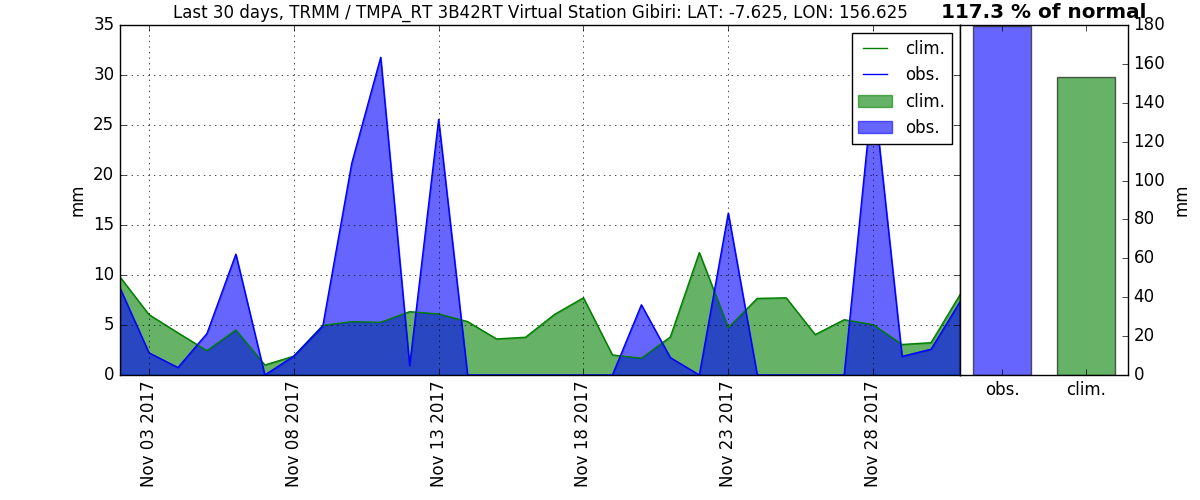 Last 30 days, TRMM / TMPA_RT 3B42RT Virtual Station Gibiri: LAT: -7.625, LON: 156.625
117.3 % of normal
35
30
25
20
15
10
5
0
mm
clim.
obs.
clim.
obs.
Nov 03 2017
Nov 08 2017
Nov 13 2017
Nov 18 2017
Nov 23 2017
Nov 28 2017
180
160
140
120
100
80
60
40
20
0
mm
obs.
clim.